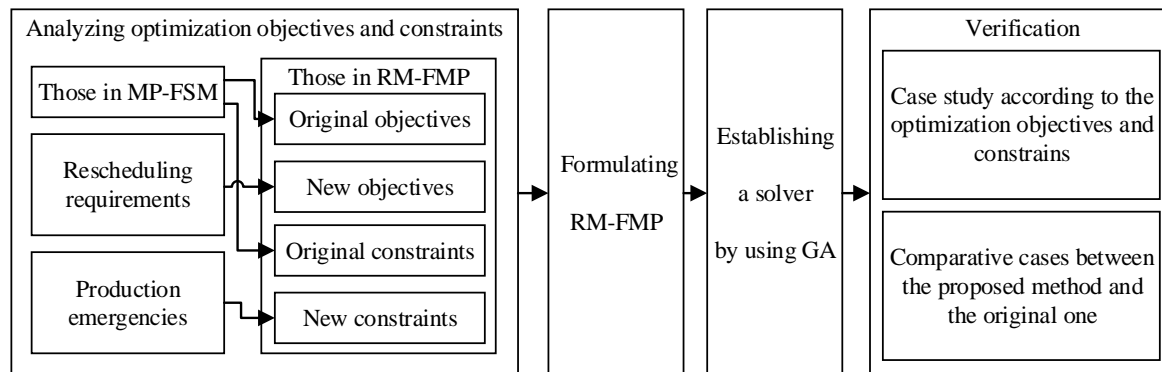 Analyzing optimization objectives and constraints
Those in MP-FSM
Rescheduling
requirements
Production
emergencies
Those in RM-FMP
Original objectives
New objectives
Original constraints
New constraints
Formulating
RM-FMP
Establishing
a solver
by using GA
Verification
Case study according to the
optimization objectives and
constrains
Comparative cases between
the proposed method and
the original one